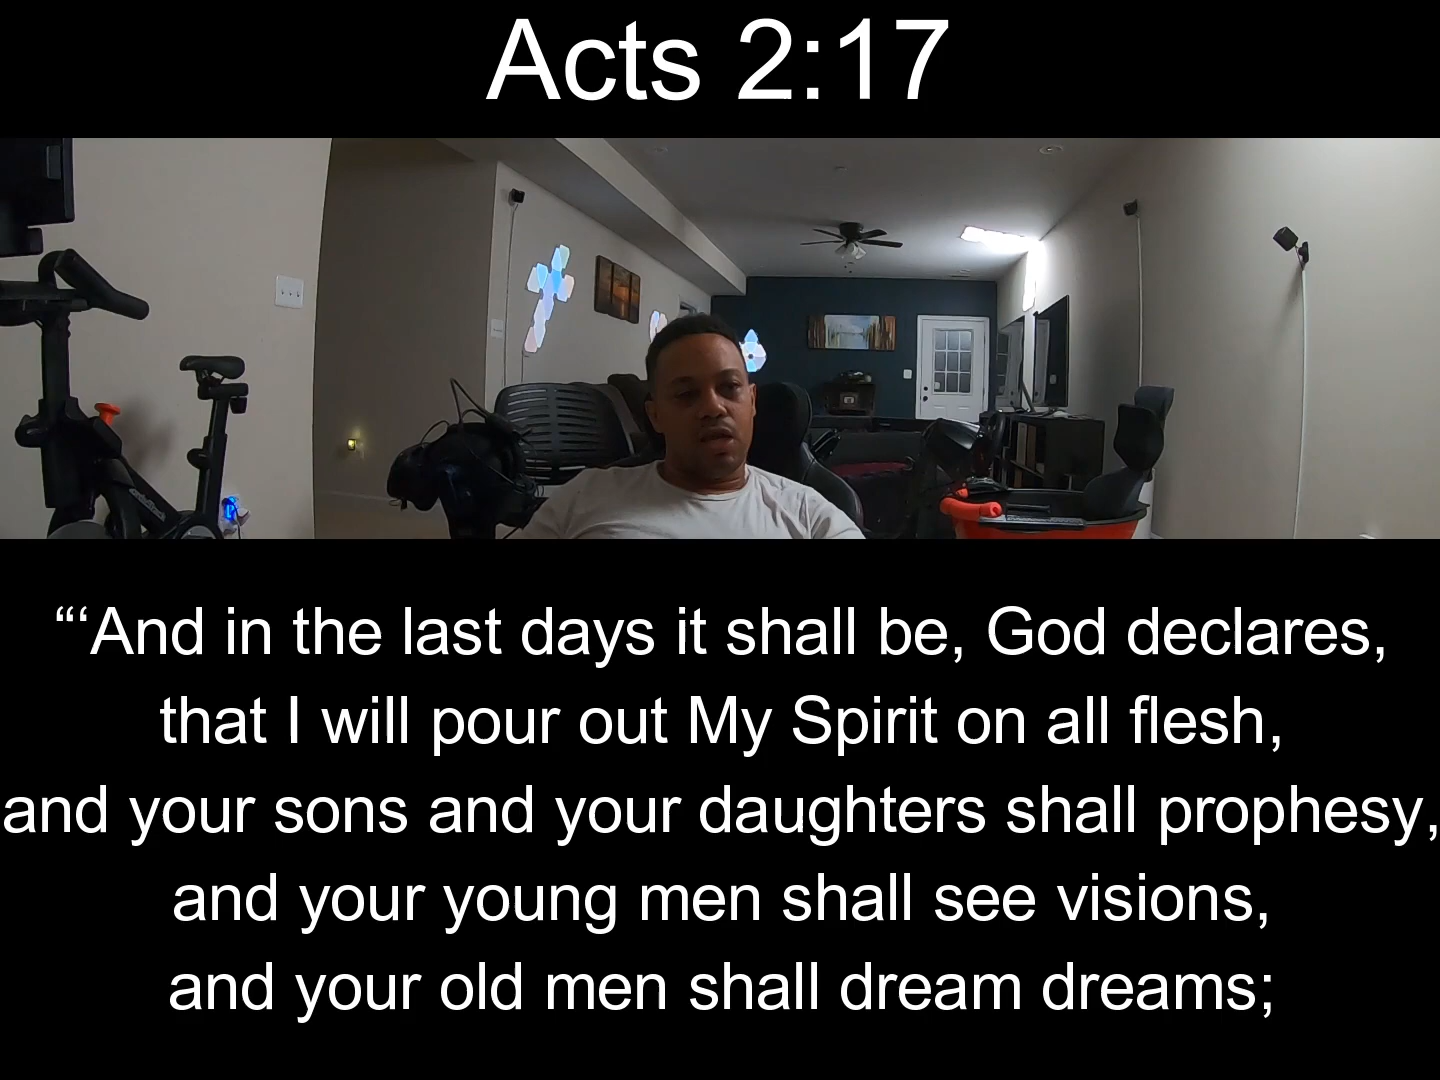 Acts 2:17
“‘And in the last days it shall be, God declares,
that I will pour out My Spirit on all flesh,
and your sons and your daughters shall prophesy,
and your young men shall see visions,
and your old men shall dream dreams;